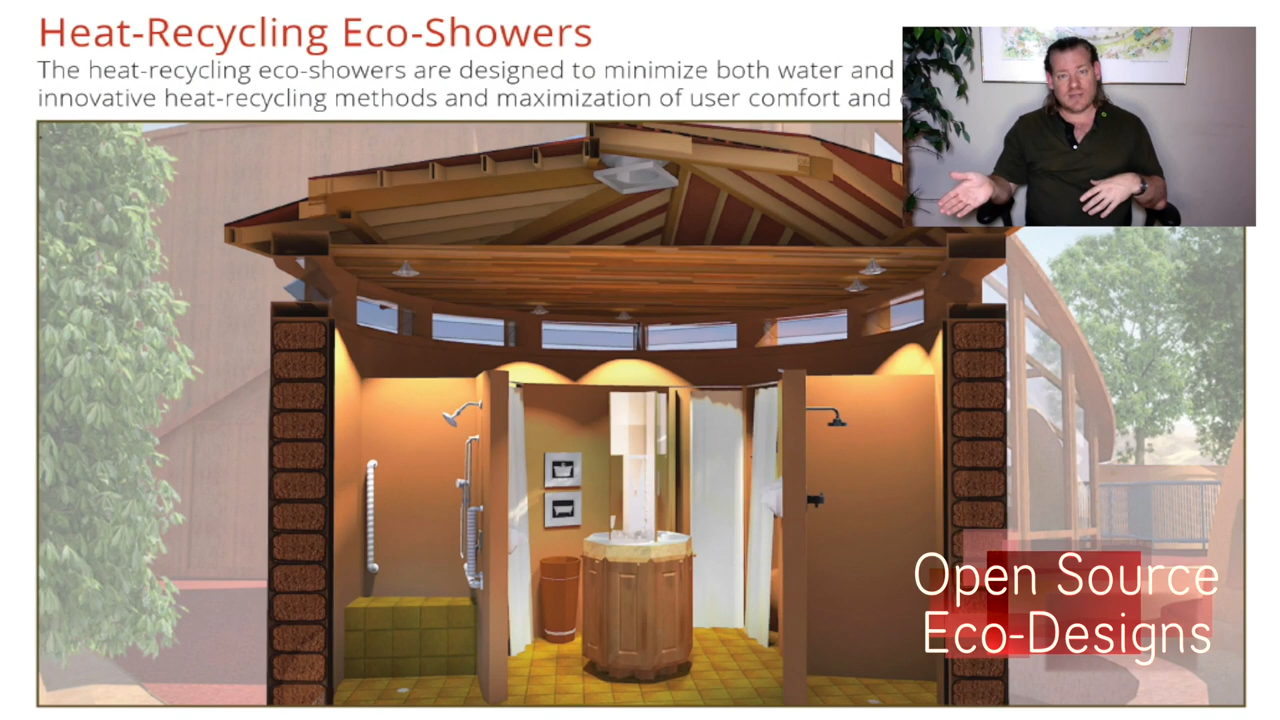 Heat-Recycling Eco-Showers
The heat-recycling eco-showers are designed to minimize both water and
innovative heat-recycling methods and maximization of user comfort and
Open Source
Eco-Designs